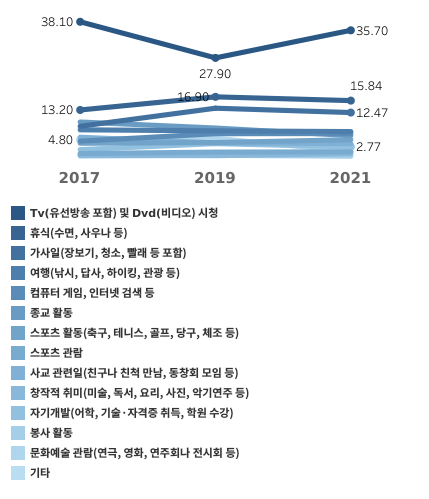 38.10
35.70
27.90
16.90
15.84
13.20
12.47
4.80
2.77
2017 2019 2021
Tv(유선방송 포함) 및 Dvd(비디오) 시청
휴식(수면, 사우나 등)
가사일(장보기, 청소, 빨래 등 포함)
여행(낚시, 답사, 하이킹, 관광 등)
컴퓨터 게임, 인터넷 검색 등
종교 활동
스포츠 활동(축구, 테니스, 골프, 당구, 체조 등)
스포츠 관람
사교 관련일(친구나 친척 만남, 동창회 모임 등)
창작적 취미(미술, 독서, 요리, 사진, 악기연주 등)
자기개발(어학, 기술·자격증 취득, 학원 수강)
봉사 활동
문화예술 관람(연극, 영화, 연주회나 전시회 등)
기타